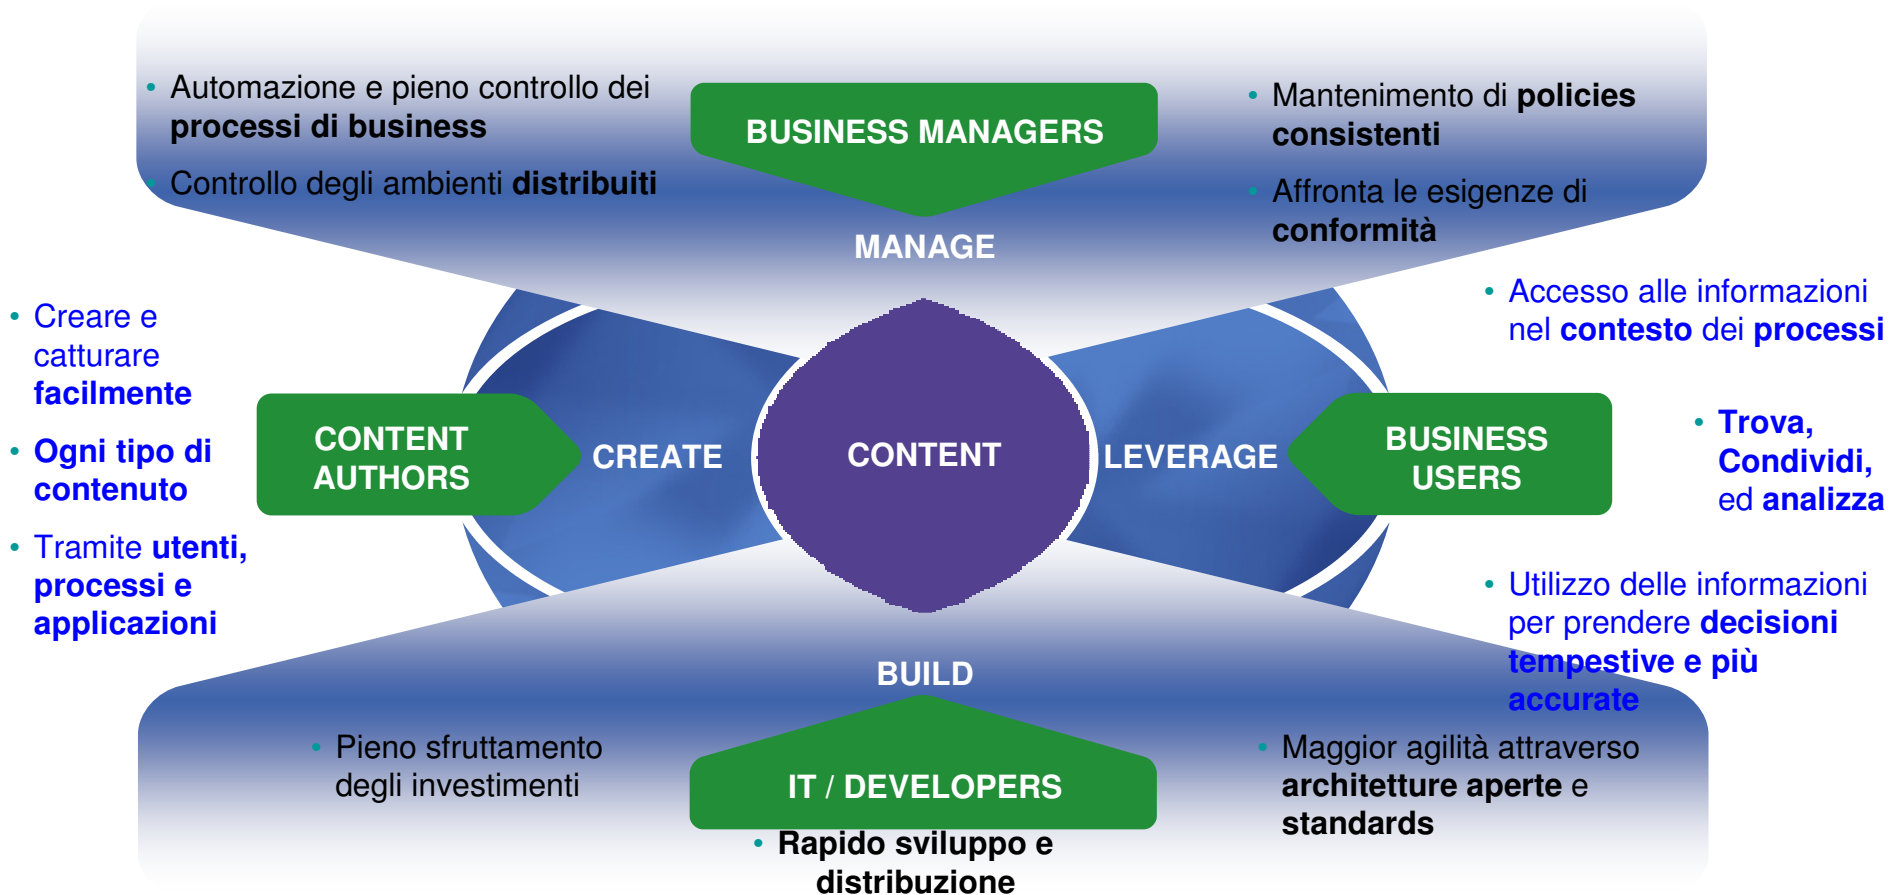 • Automazione e pieno controllo dei
processi di business
• Controllo degli ambienti distribuiti
BUSINESS MANAGERS
MANAGE
• Mantenimento di policies
consistenti
• Affronta le esigenze di
conformità
• Creare e
catturare
facilmente
• Ogni tipo di
contenuto
• Tramite utenti,
processi e
applicazioni
CONTENT
AUTHORS
CREATE
CONTENT
LEVERAGE
BUSINESS
USERS
• Accesso alle informazioni
nel contesto dei processi
• Trova,
Condividi,
ed analizza
• Utilizzo delle informazioni
per prendere decisioni
tempestive e più
accurate
BUILD
IT / DEVELOPERS
• Pieno sfruttamento
degli investimenti
• Rapido sviluppo e
distribuzione
• Maggior agilità attraverso
architetture aperte e
standards